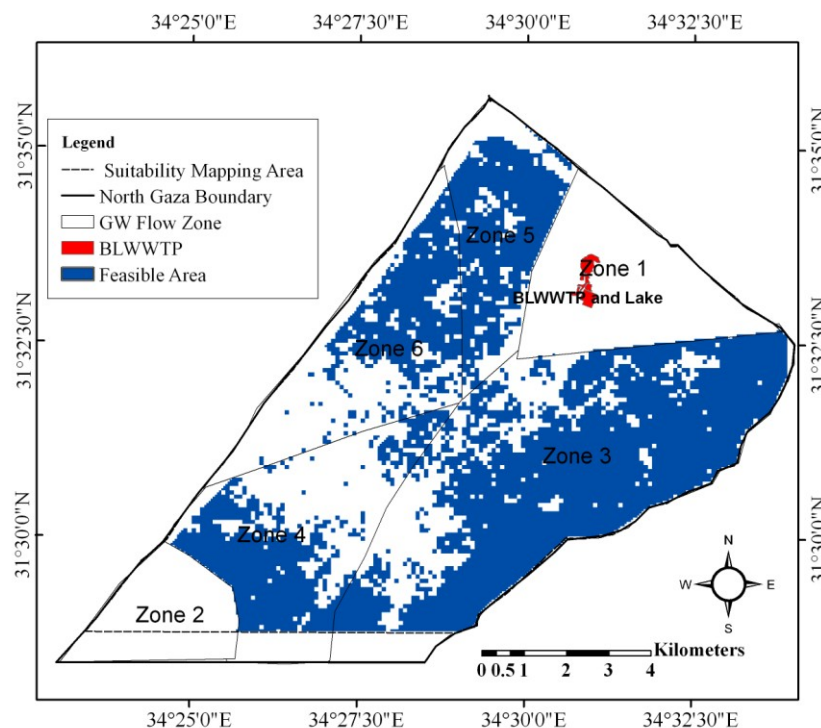 34°25'0"E 34°27'30"E 34°30'0"E 34°32'30"E
31°35'0"N
31°32'30"N
31°30'0"N
Legend
Suitability Mapping Area
North Gaza Boundary
GW Flow Zone
BLWWTP
Feasible Area
Zone 5
Zone 1
BLWWTP and Lake
Zone 6
Zone 3
Zone 4
Zone 2
N
W E
S
Kilometers
0 0.5 1 2 3 4
31°35'0"N
31°32'30"N
31°30'0"N
34°25'0"E 34°27'30"E 34°30'0"E 34°32'30"E